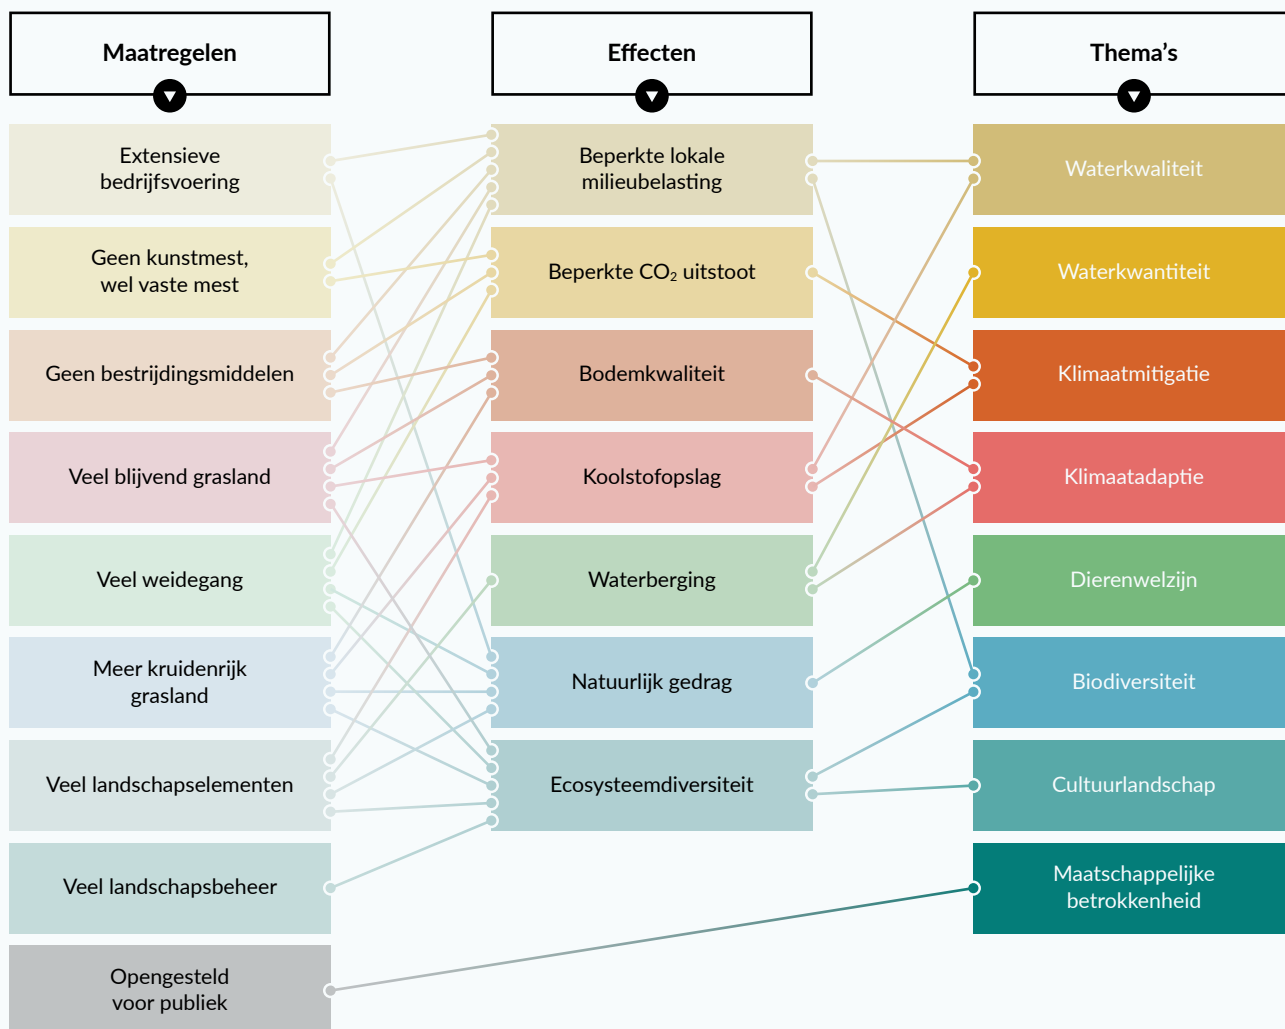 Maatregelen
Effecten
Thema's
Extensieve
bedrijfsvoering
Geen kunstmest,
wel vaste mest
Geen bestrijdingsmiddelen
Veel blijvend grasland
Veel weidegang
Meer kruidenrijk
grasland
Veel landschapselementen
Veel landschapsbeheer
Opengesteld
voor publiek
Beperkte lokale
milieubelasting
Beperkte CO₂ uitstoot
Bodemkwaliteit
Koolstofopslag
Waterberging
Natuurlijk gedrag
Ecosysteemdiversiteit
Waterkwaliteit
Waterkwantiteit
Klimaatmitigatie
Klimaatadaptie
Dierenwelzijn
Biodiversiteit
Cultuurlandschap
Maatschappelijke
betrokkenheid